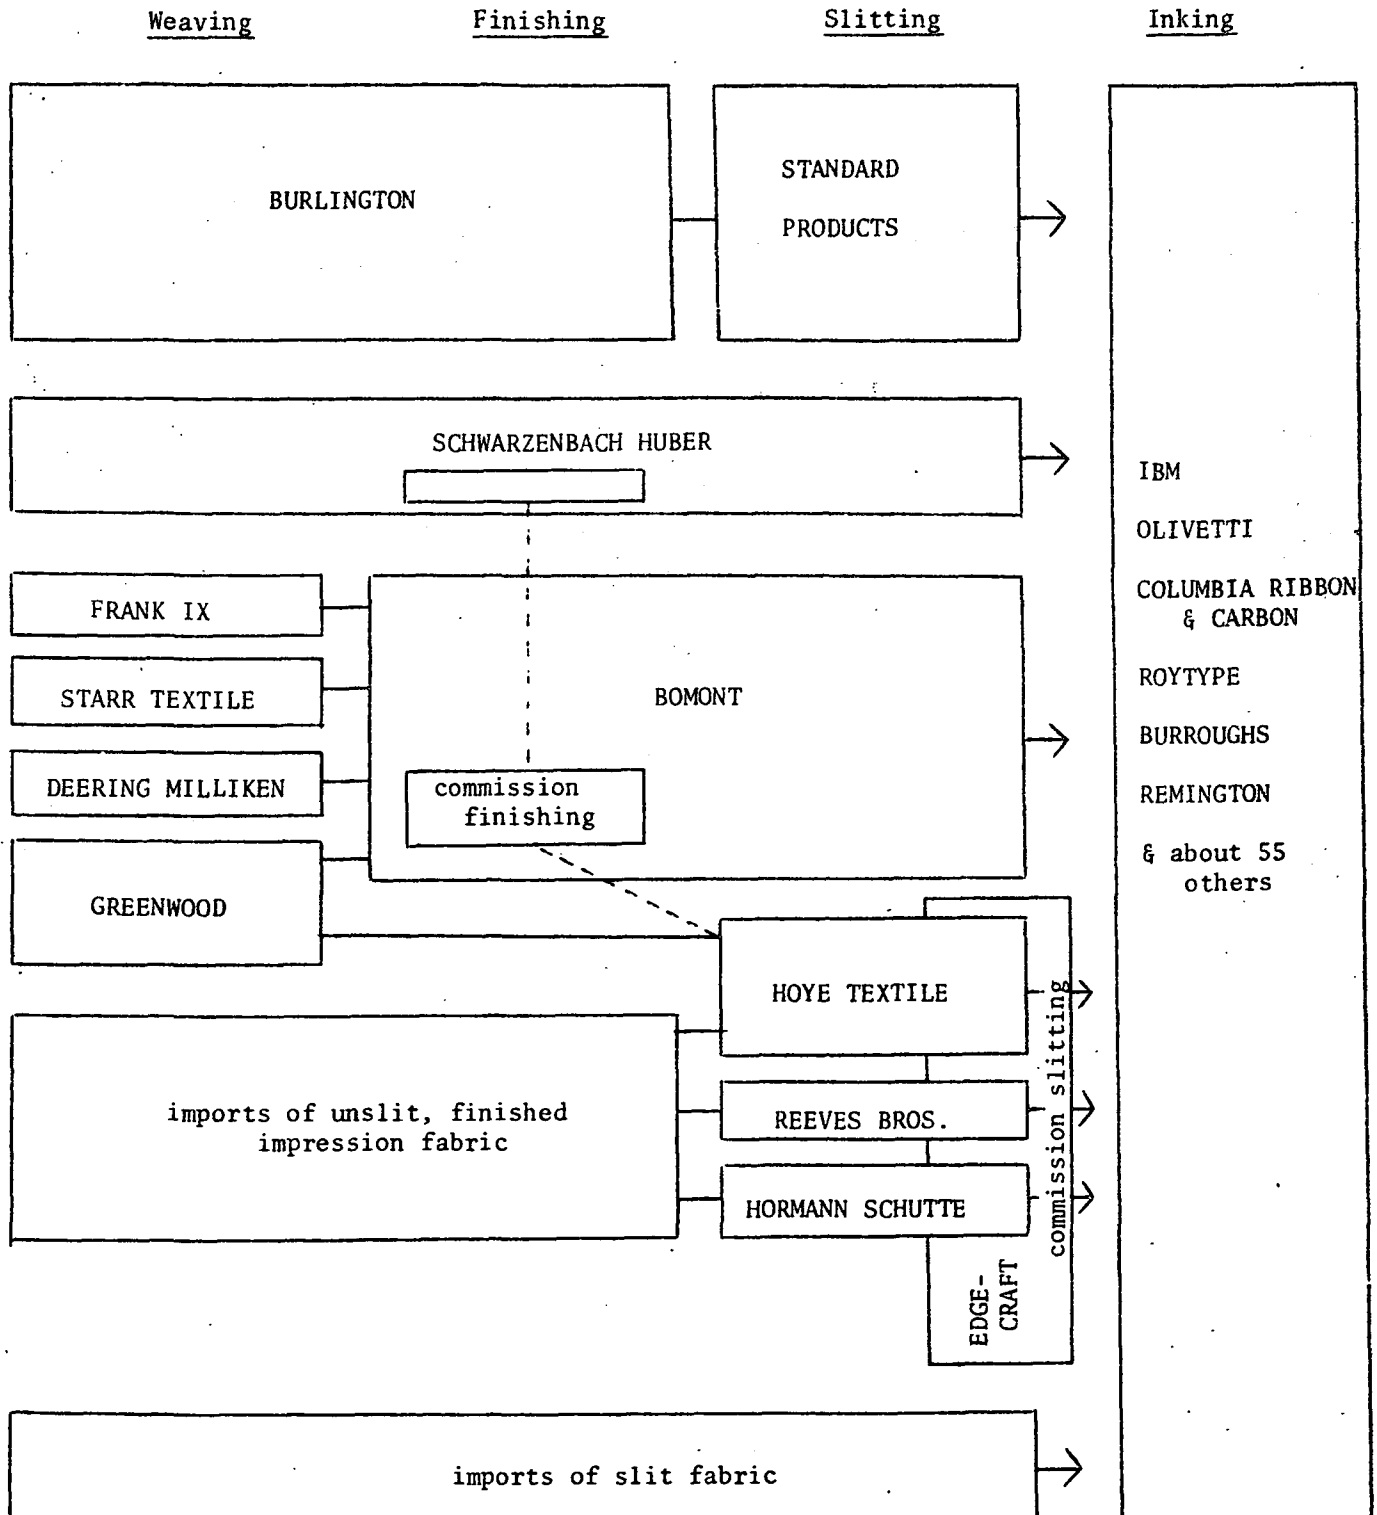 Weaving Finishing Slitting Inking
BURLINGTON
STANDARD
PRODUCTS
SCHWARZENBACH HUBER
FRANK IX
STARR TEXTILE
DEERING MILLIKEN
GREENWOOD
BOMONT
commission
finishing
HOYE TEXTILE
imports of unslit, finished
impression fabric
REEVES BROS.
HORMANN SCHUTTE
commission slitting
EDGE-
CRAFT
imports of slit fabric
IBM
OLIVETTI
COLUMBIA RIBBON
& CARBON
ROYTYPE
BURROUGHS
REMINGTON
& about 55
others